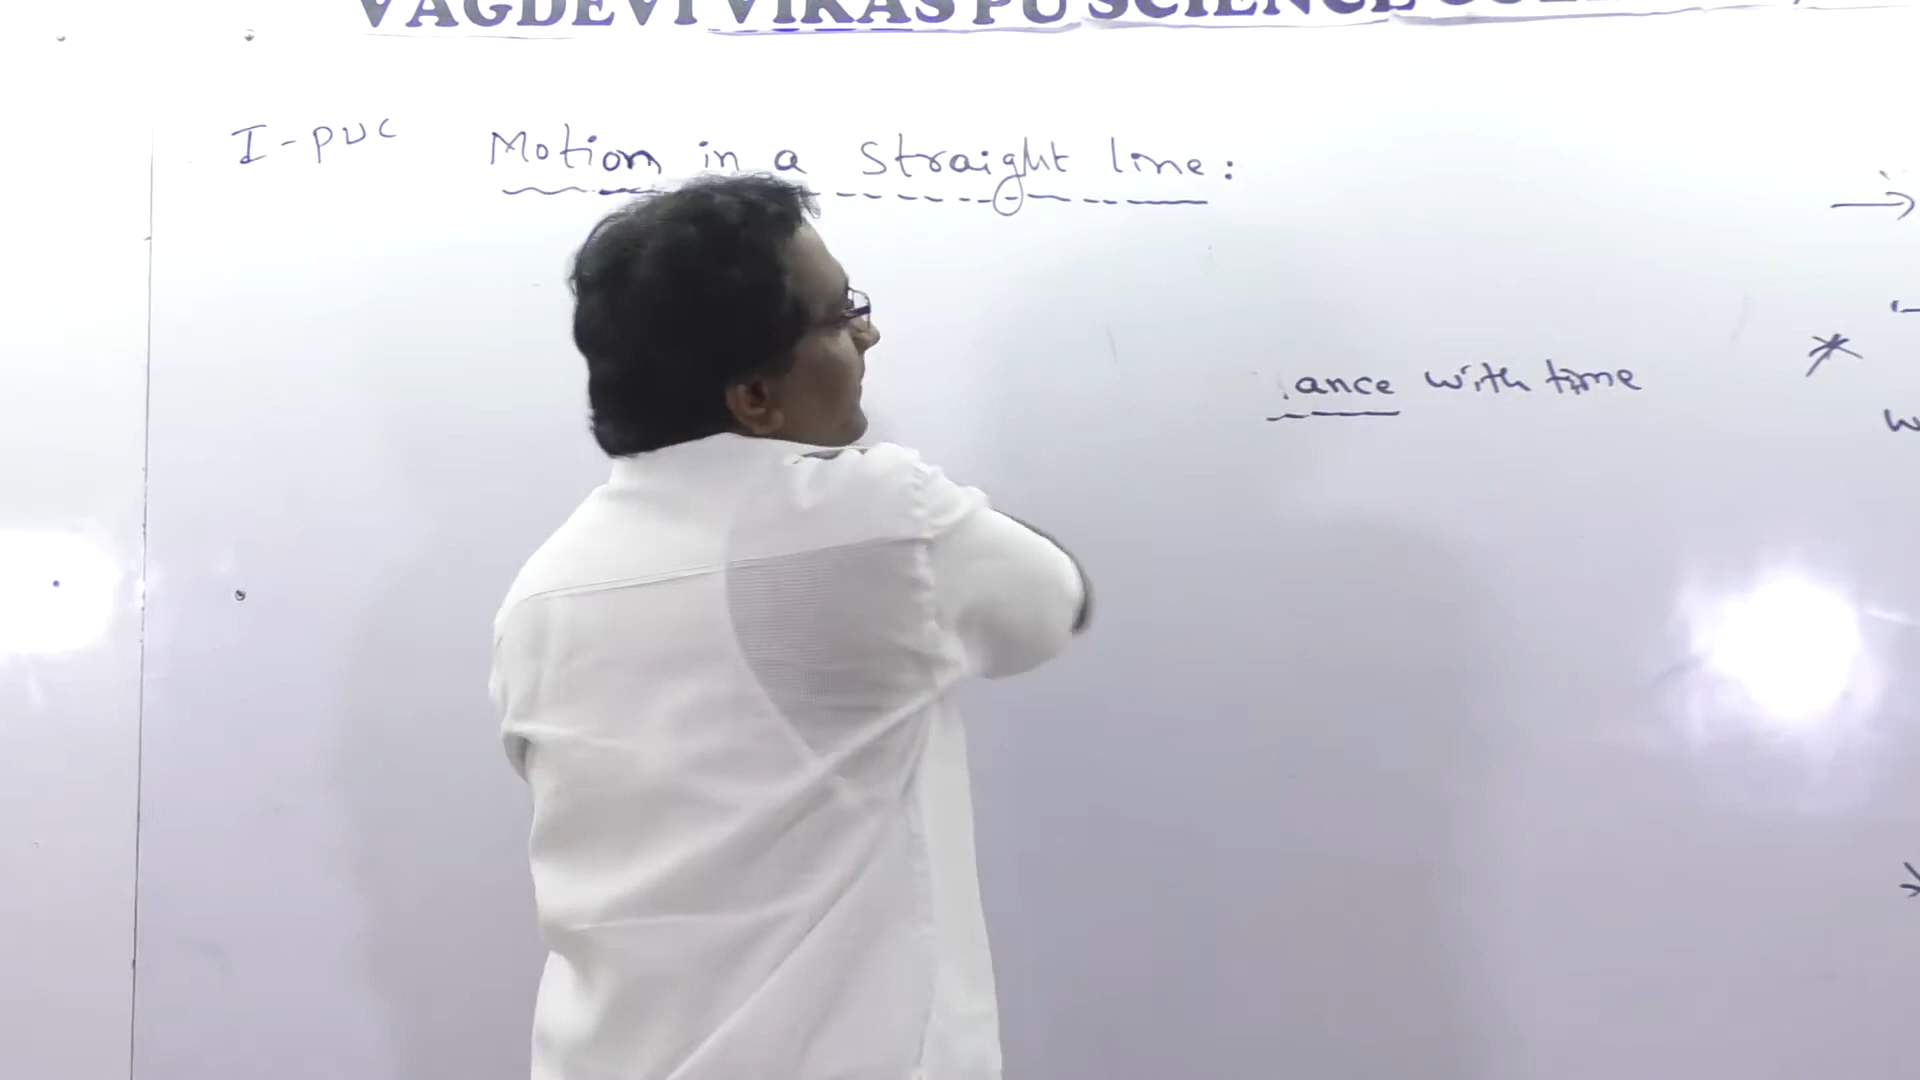 VAGDEVI VIKAS PU SCIENCE
I-PUC Motion in a Straight line:
ance with time